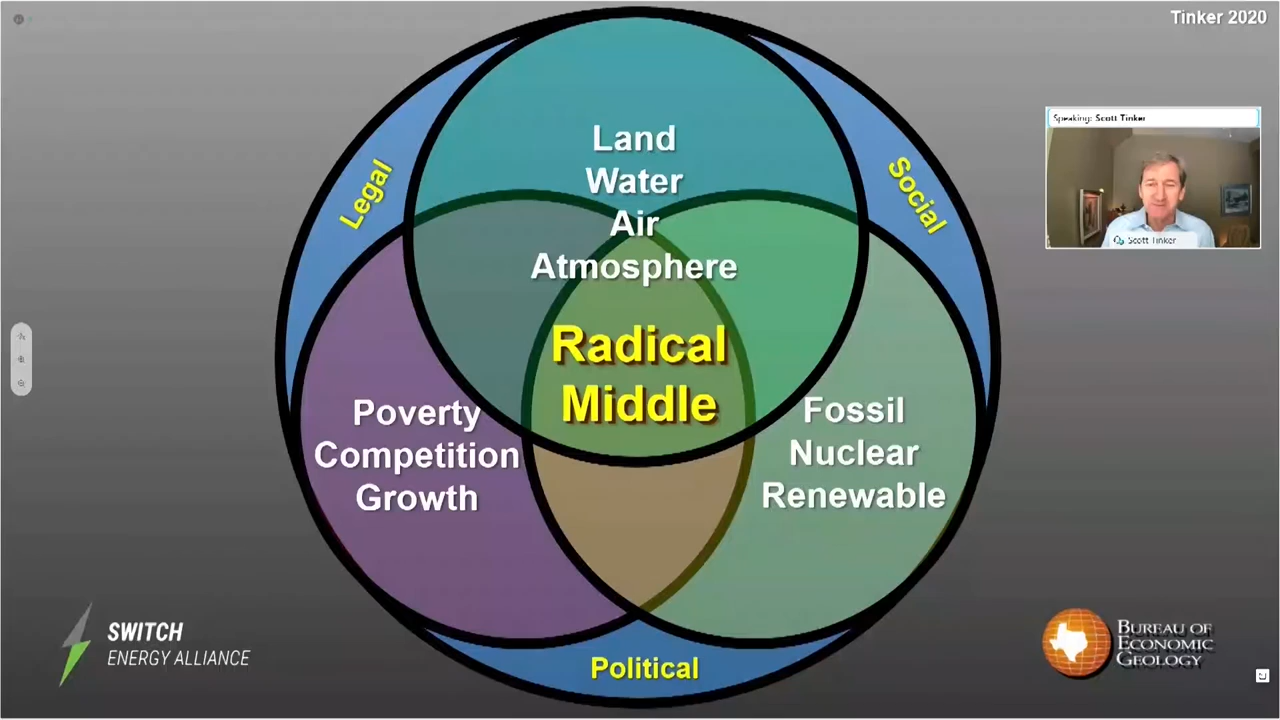 Tinker 2020
Speaking: Scott Tinker
Scott Tinker
Land
Water
Air
Atmosphere
Legal
Social
Radical
Middle
Poverty
Competition
Growth
Fossil
Nuclear
Renewable
Political
SWITCH
ENERGY ALLIANCE
BUREAU OF
ECONOMIC
GEOLOGY